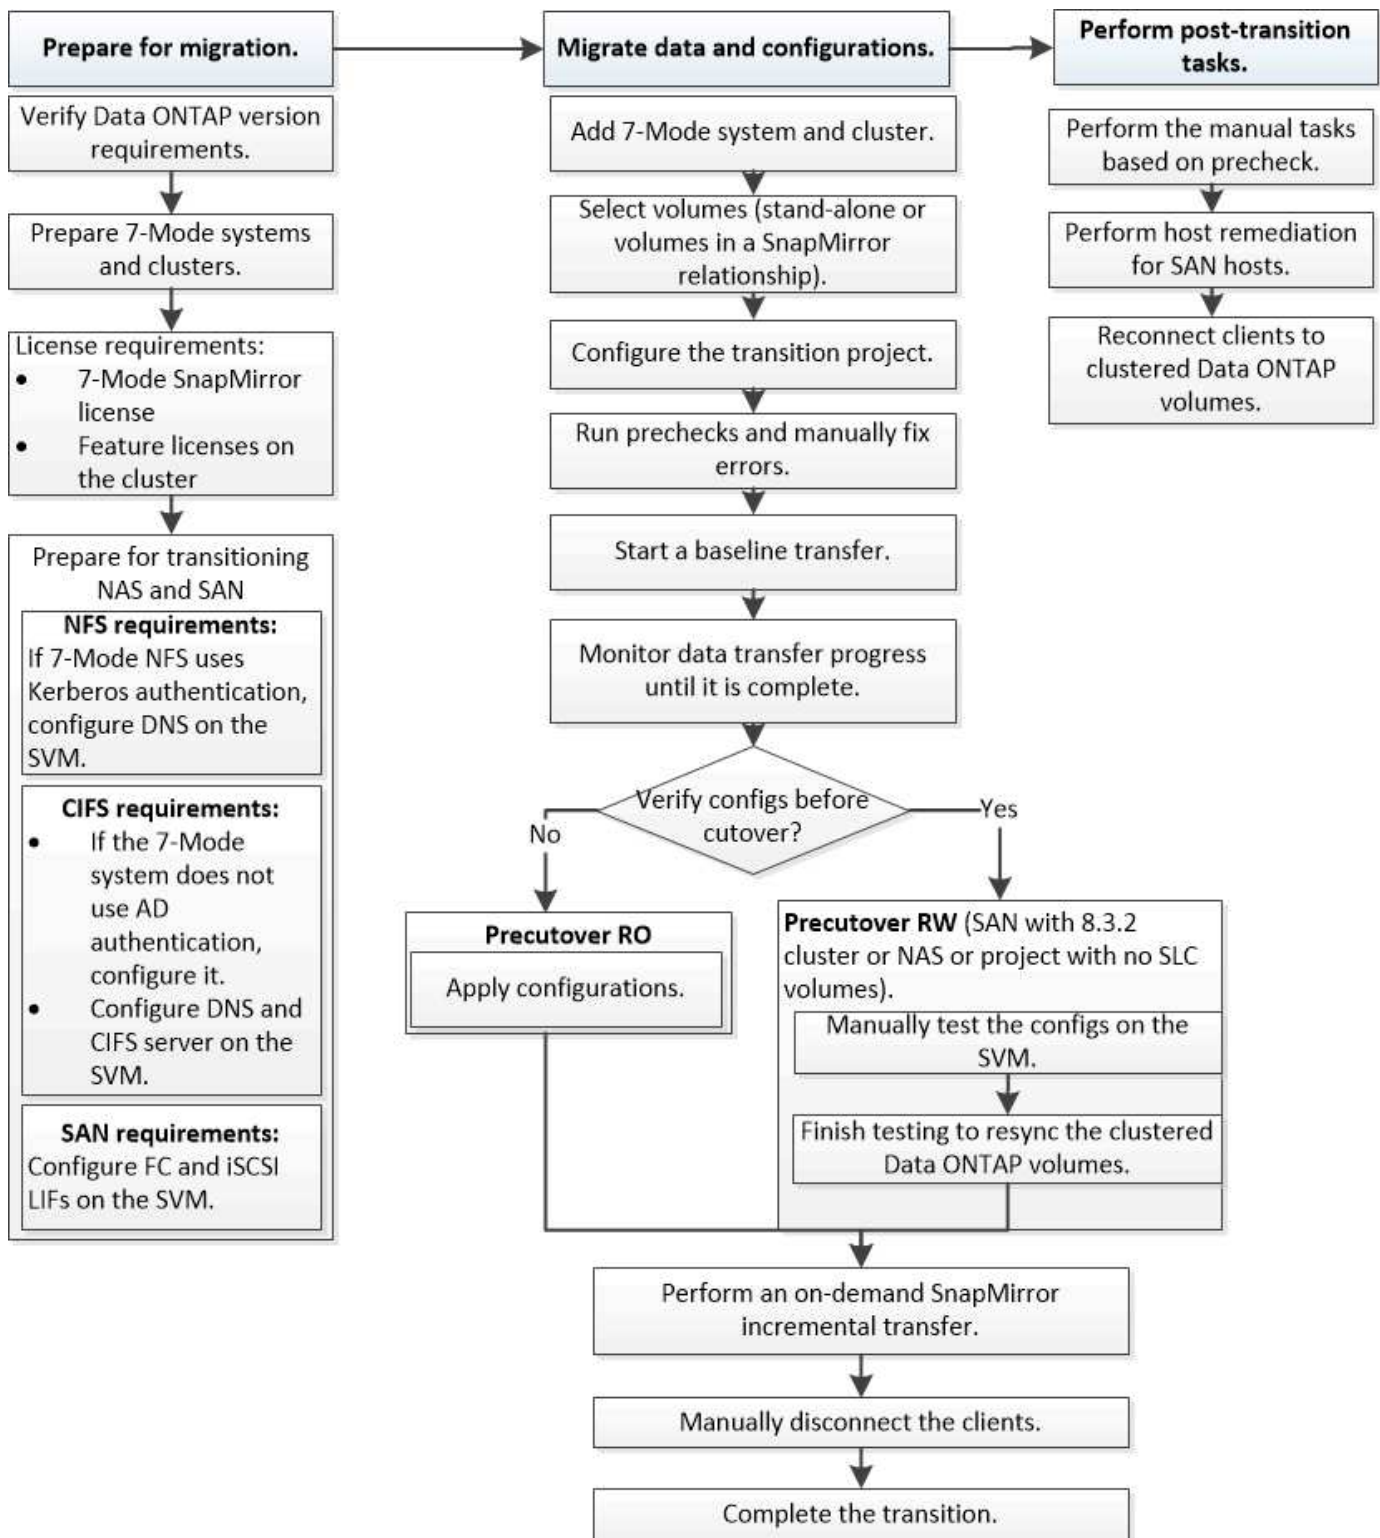 Prepare for migration.
Verify Data ONTAP version
requirements.
Prepare 7-Mode systems
and clusters.
License requirements:
• 7-Mode SnapMirror
license
• Feature licenses on
the cluster
Prepare for transitioning
NAS and SAN
NFS requirements:
If 7-Mode NFS uses
Kerberos authentication,
configure DNS on the
SVM.
CIFS requirements:
• If the 7-Mode
system does not
use AD
authentication,
configure it.
• Configure DNS and
CIFS server on the
SVM.
SAN requirements:
Configure FC and iSCSI
LIFs on the SVM.
Migrate data and configurations.
Add 7-Mode system and cluster.
Select volumes (stand-alone or
volumes in a SnapMirror
relationship).
Configure the transition project.
Run prechecks and manually fix
errors.
Start a baseline transfer.
Monitor data transfer progress
until it is complete.
Verify configs before
cutover?
No
Yes
Precutover RO
Apply configurations.
Precutover RW (SAN with 8.3.2
cluster or NAS or project with no SLC
volumes).
Manually test the configs on the
SVM.
Finish testing to resync the clustered
Data ONTAP volumes.
Perform an on-demand SnapMirror
incremental transfer.
Manually disconnect the clients.
Complete the transition.
Perform post-transition
tasks.
Perform the manual tasks
based on precheck.
Perform host remediation
for SAN hosts.
Reconnect clients to
clustered Data ONTAP
volumes.